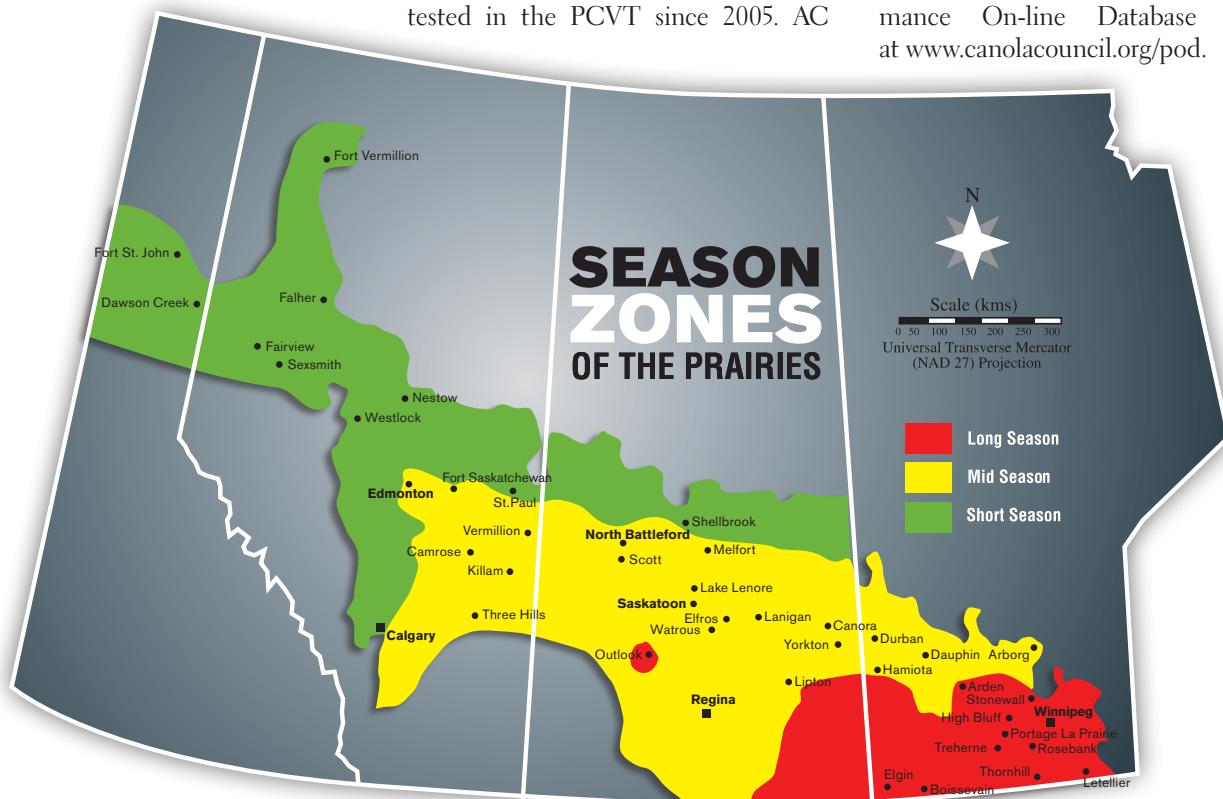 tested in the PCVT since 2005. AC
mance On-line Database
at www.canolacouncil.org/pod.
Fort Vermillion
N
Fort St. John
SEASON
ZONES
OF THE PRAIRIES
Dawson Creek
Falher
Scale (kms)
0 50 100 150 200 250 300
Universal Transverse Mercator
(NAD 27) Projection
Fairview
Sexsmith
Nestow
Westlock
Long Season
Mid Season
Short Season
Edmonton
Fort Saskatchewan
St.Paul
Vermillion
Camrose
Killam
Three Hills
Calgary
Shellbrook
North Battleford
Melfort
Scott
Lake Lenore
Saskatoon
Elfros
Lanigan
Watrous
Canora
Yorkton
Outlook
Lipton
Regina
Durban
Dauphin
Arborg
Hamiota
Arden
Stonewall
High Bluff
Winnipeg
Portage La Prairie
Treherne
Rosebank
Thornhill
Elgin
Boissevain
Letellier